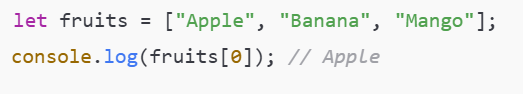 let fruits = ["Apple", "Banana", "Mango"];
console.log(fruits[0]); // Apple